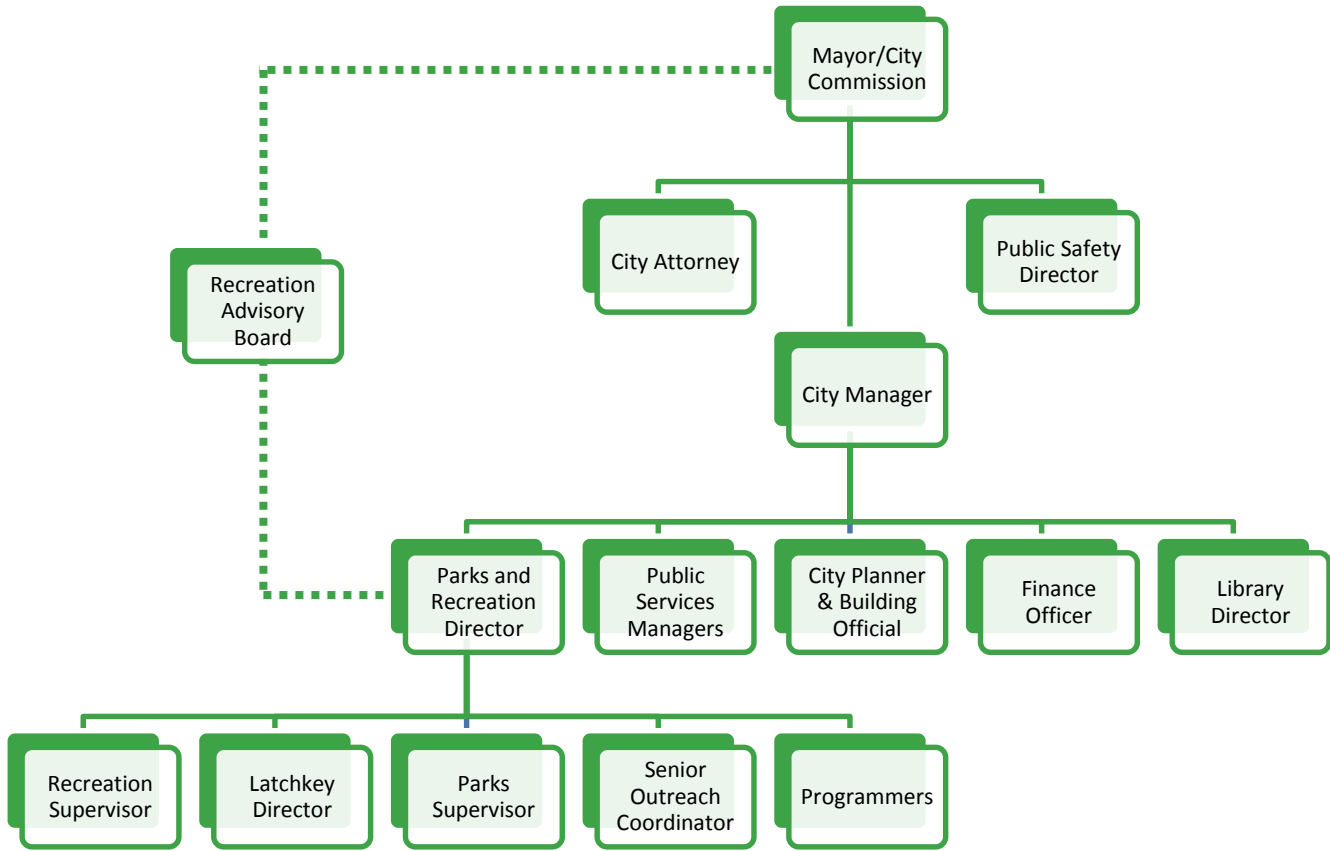 Mayor/City
Commission
City Attorney
Public Safety
Director
Recreation
Advisory
Board
City Manager
Parks and
Recreation
Director
Public
Services
Managers
City Planner
& Building
Official
Finance
Officer
Library
Director
Recreation
Supervisor
Latchkey
Director
Parks
Supervisor
Senior
Outreach
Coordinator
Programmers